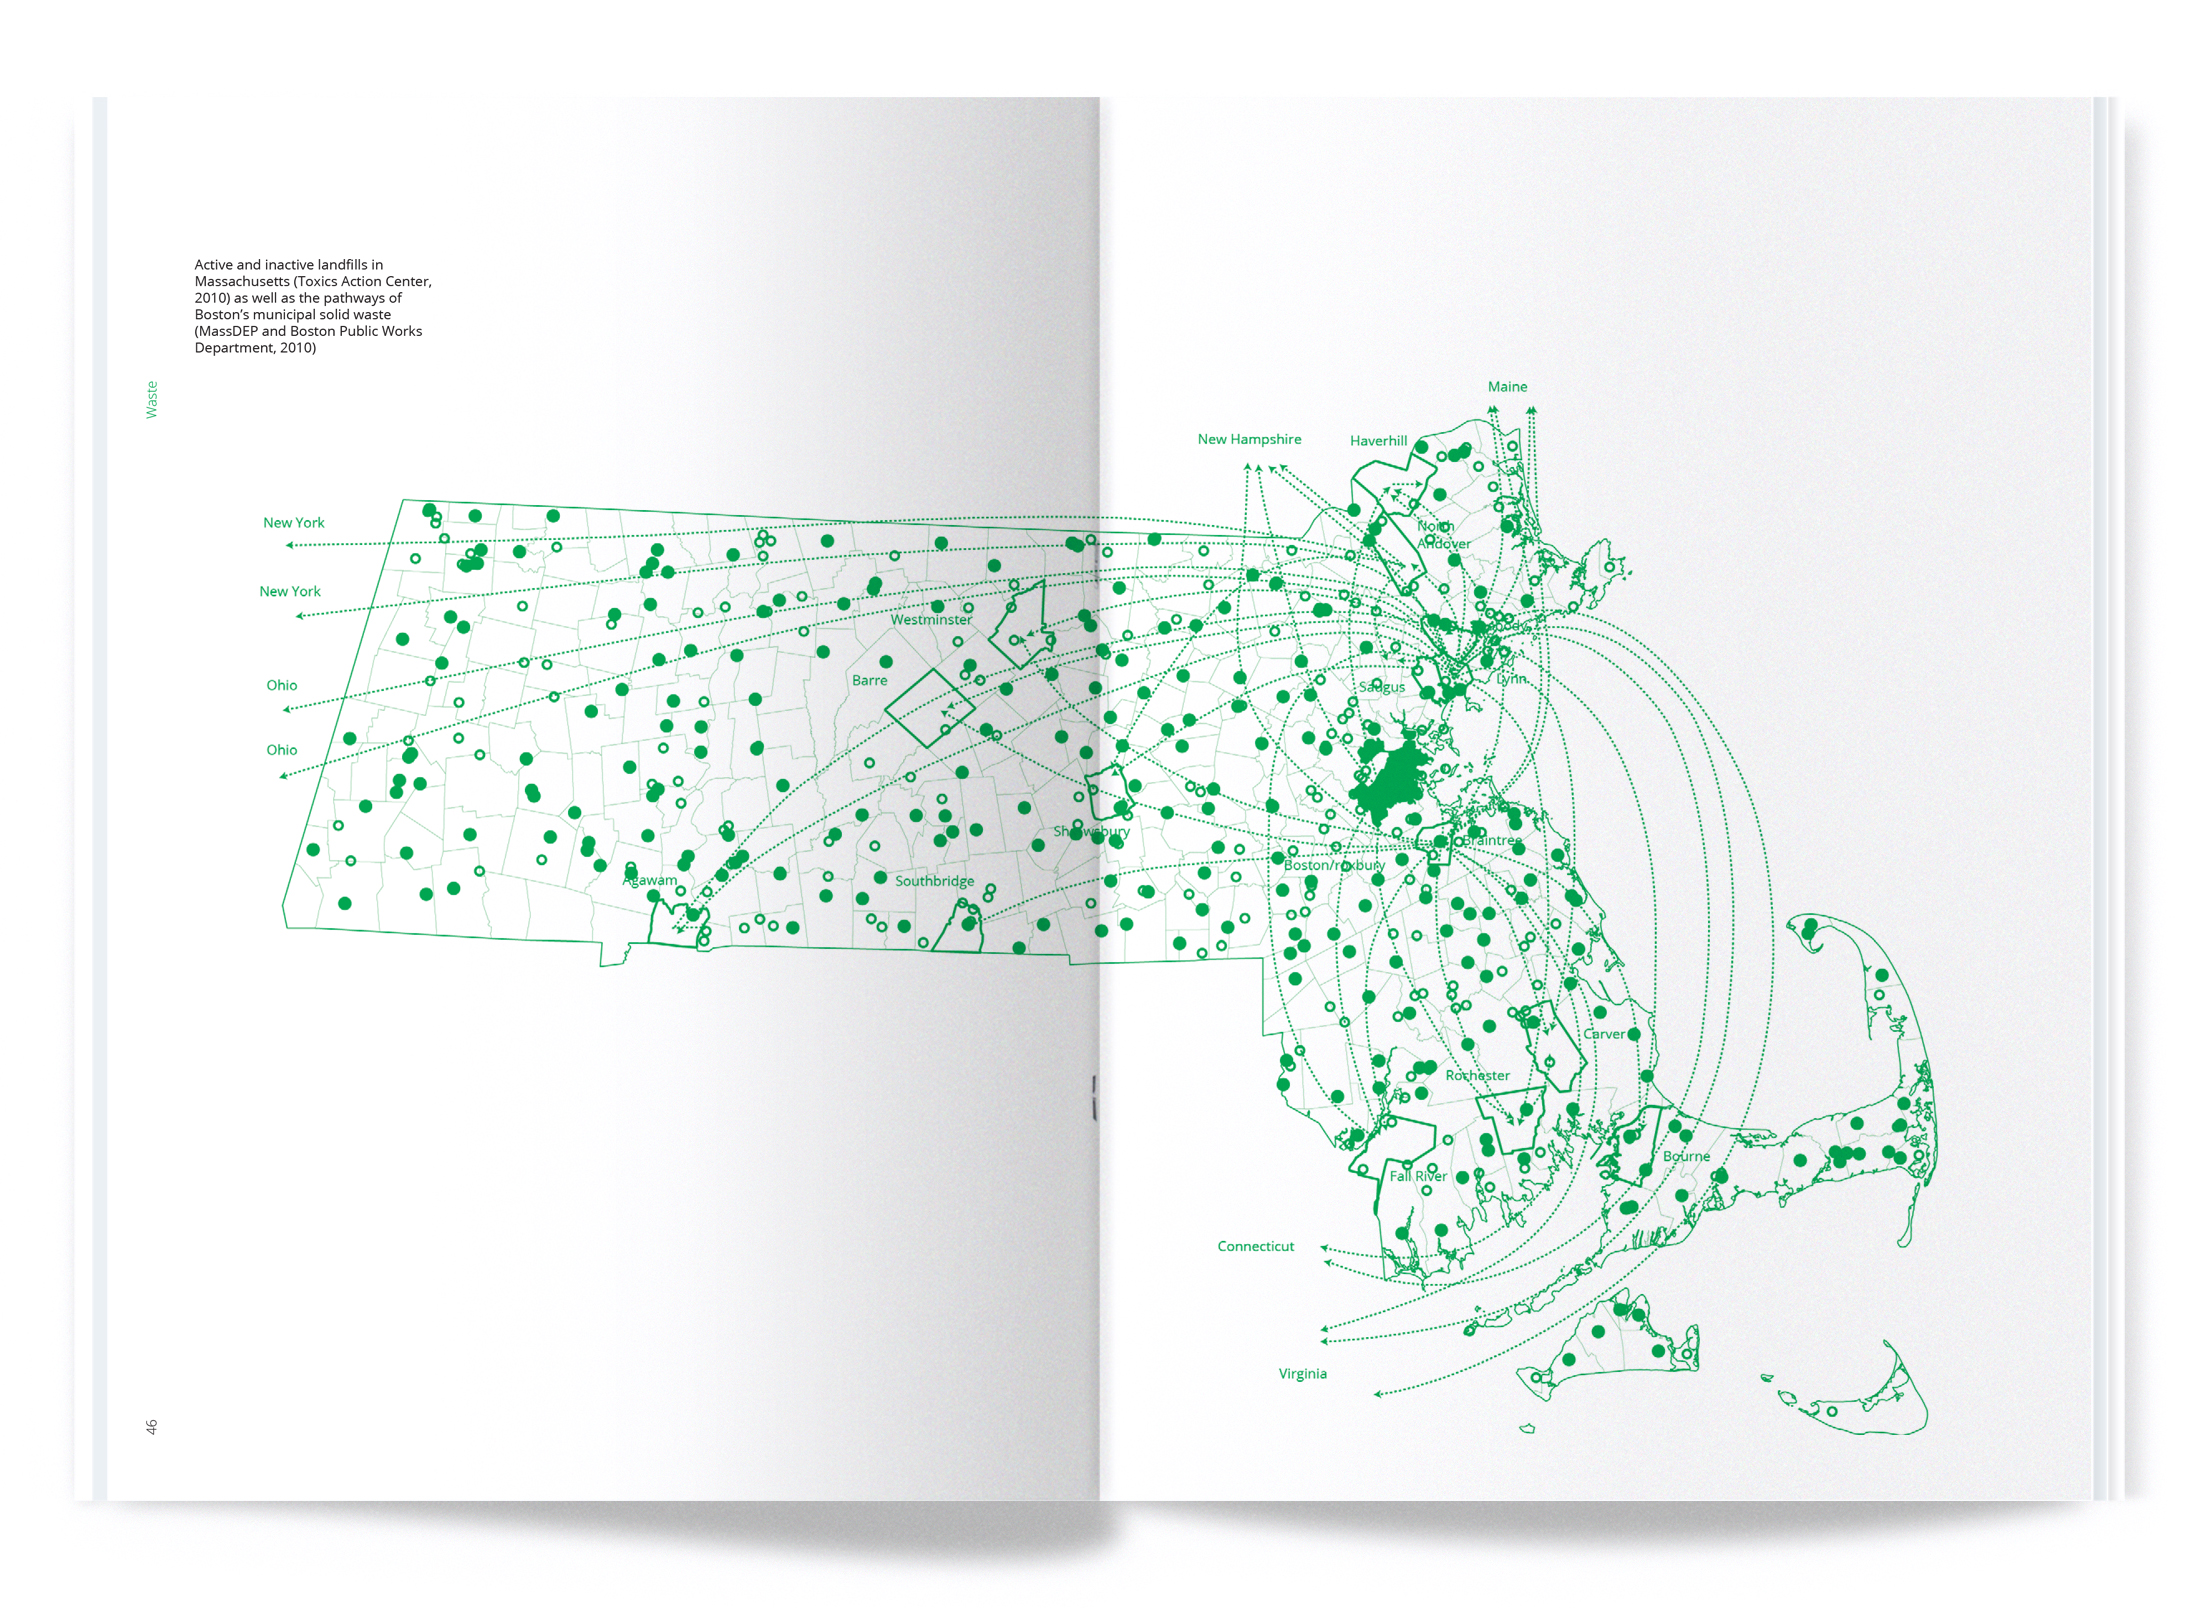 Active and inactive landfills in
Massachusetts (Toxics Action Center,
2010) as well as the pathways of
Boston's municipal solid waste
(MassDEP and Boston Public Works
Department, 2010)
Waste
46
Maine
New Hampshire
Haverhill
New York
North
Andover
New York
Westminster
Peabody
Barre
Ohio
Saugus
Lynn
Ohio
Shrewsbury
Braintree
Boston/roxbury
Agawam
Southbridge
Carver
Rochester
Bourne
Fall River
Connecticut
Virginia